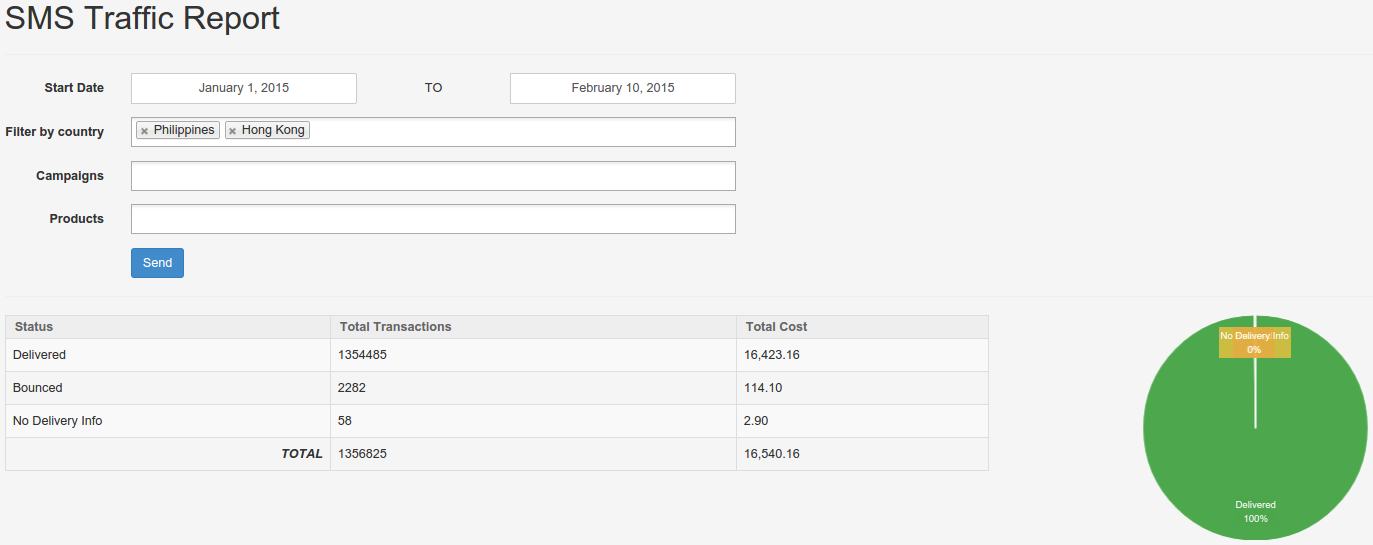 SMS Traffic Report
Start Date January 1, 2015 TO February 10, 2015
Filter by country × Philippines × Hong Kong
Campaigns
Products
Send
Status Total Transactions Total Cost
Delivered 1354485 16,423.16
Bounced 2282 114.10
No Delivery Info 58 2.90
TOTAL 1356825 16,540.16
No Delivery Info
0%
Delivered
100%